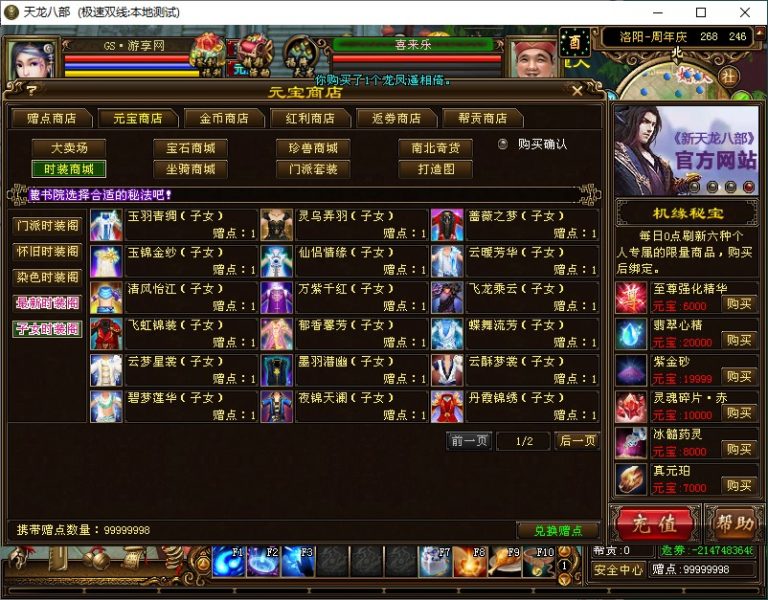 天龙八部 (极速双线:本地测试)
GS·游享网
喜来乐
酉
洛阳-周年庆 268 246
北
社
你购买了1个龙凤遥相倚。
?
元宝商店
赠点商店
元宝商店
金币商店
红利商店
返劵商店
帮贡商店
大卖场
宝石商城
珍兽商城
南北奇货
购买确认
时装商城
坐骑商城
门派套装
打造图
书院选择合适的秘法吧!
门派时装阁
怀旧时装阁
染色时装阁
最新时装阁
子女时装阁
玉羽青绸(子女)
赠点:1
灵乌弄羽(子女)
赠点:1
蔷薇之梦(子女)
赠点:1
玉锦金纱(子女)
赠点:1
仙侣情缘(子女)
赠点:1
云暖芳华(子女)
赠点:1
清风怡江(子女)
赠点:1
万紫千红(子女)
赠点:1
飞龙乘云(子女)
赠点:1
飞虹锦装(子女)
赠点:1
郁香馨芳(子女)
赠点:1
蝶舞流芳(子女)
赠点:1
云梦星裳(子女)
赠点:1
墨羽潜幽(子女)
赠点:1
云酥梦裳(子女)
赠点:1
碧梦莲华(子女)
赠点:1
夜锦天澜(子女)
赠点:1
丹霞锦绣(子女)
赠点:1
前一页
1/2
后一页
携带赠点数量:99999998
兑换赠点
《新天龙八部》
官方网站
机缘秘宝
每日0点刷新六种个
人专属的限量商品,购买
后绑定。
至尊强化精华
元宝:6000
购买
翡翠心精
元宝:20000
购买
紫金砂
元宝:19999
购买
灵魂碎片·赤
元宝:10000
购买
冰髓药灵
元宝:8000
购买
真元珀
元宝:7000
购买
充值
帮助
F1
F2
F3
F7
F8
F9
F10
1
帮贡:0
返劵:-2147483648
安全中心
赠点:99999998